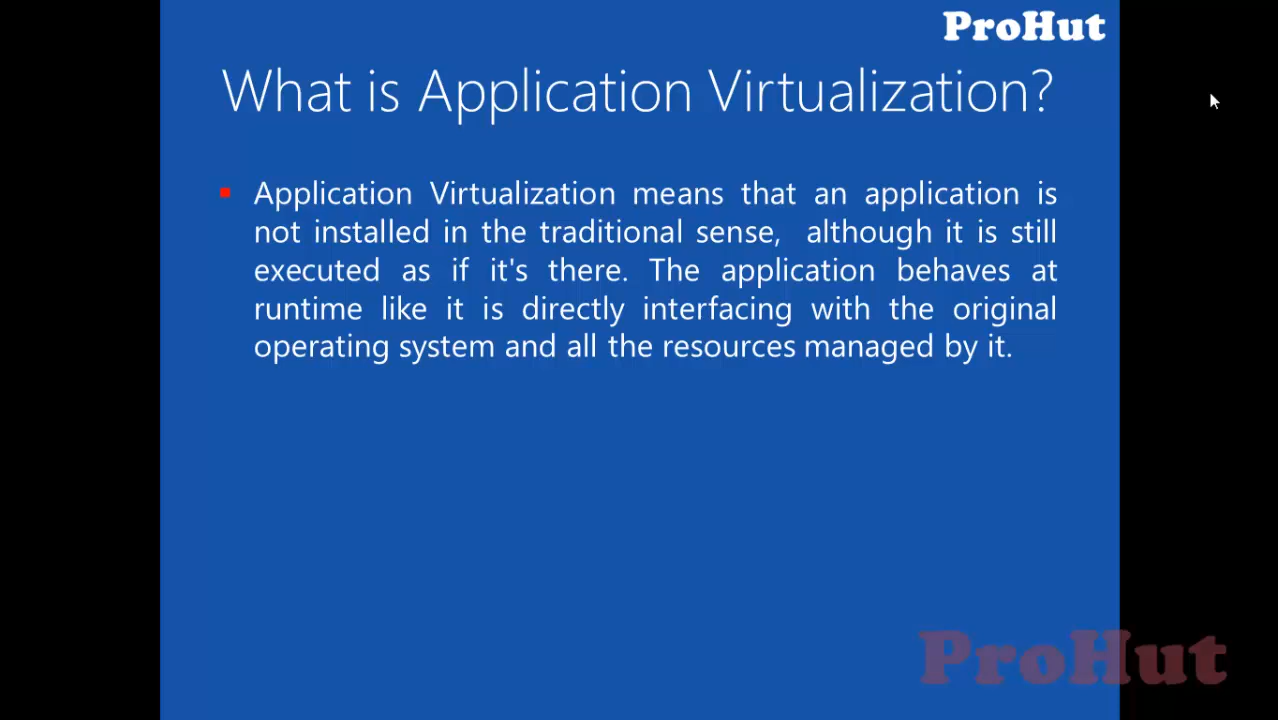 ProHut
What is Application Virtualization?
Application Virtualization means that an application is
not installed in the traditional sense, although it is still
executed as if it's there. The application behaves at
runtime like it is directly interfacing with the original
operating system and all the resources managed by it.
ProHut